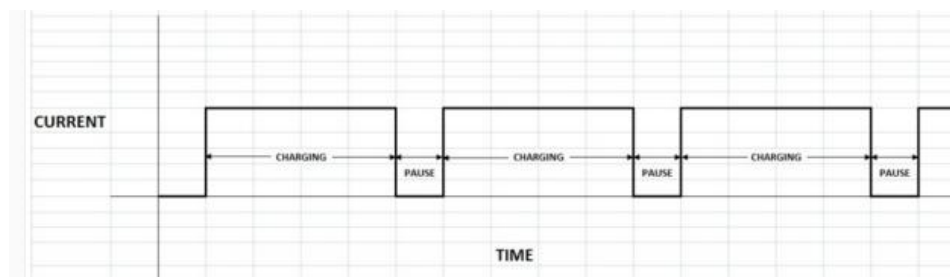 CURRENT
CHARGING CHARGING CHARGING
PAUSE PAUSE PAUSE
TIME